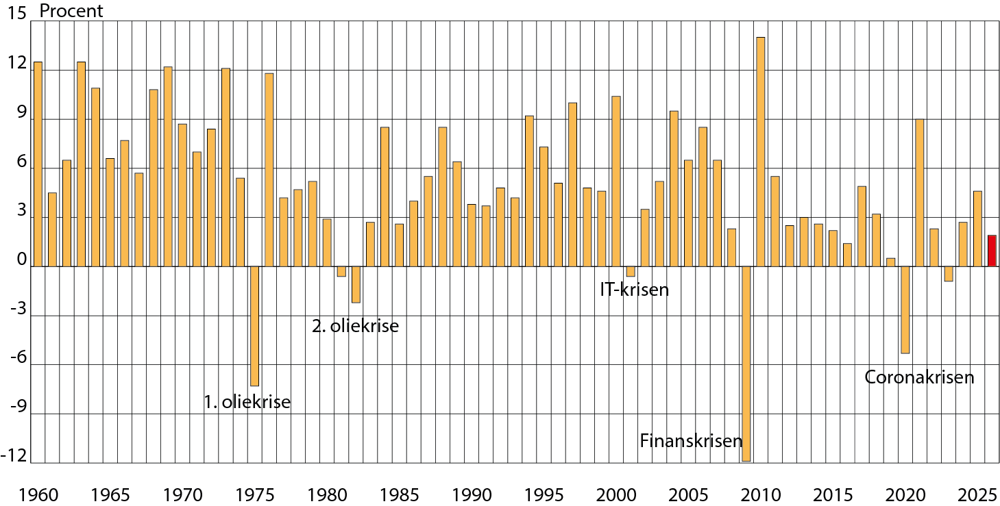 15 Procent
12
9
6
3
0
IT-krisen
-3
2. oliekrise
-6
Coronakrisen
1. oliekrise
-9
Finanskrisen
-12
1960 1965 1970 1975 1980 1985 1990 1995 2000 2005 2010 2015 2020 2025